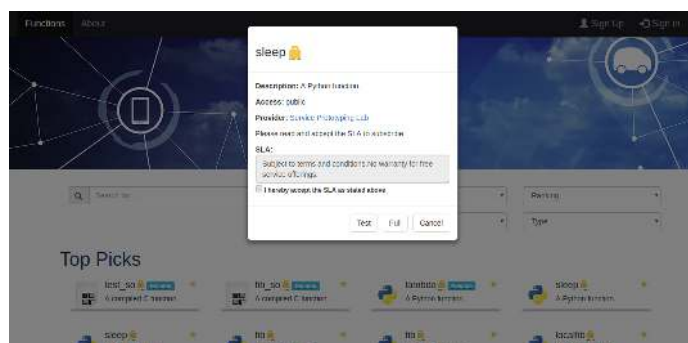 Functions About Sign Up Sign in
sleep
Description: A Python function
Access: public
Provider: Service Prototyping Lab
Please read and accept the SLA to subscribe
SLA:
Subject to terms and conditions.No warranty for free
service offerings.
I hereby accept the SLA as stated above
Test Full Cancel
Ranking
Type
Top Picks
test_so fib_so lambda sleep
A compiled C function A compiled C function A Python function A Python function
sleep fib fib localfib